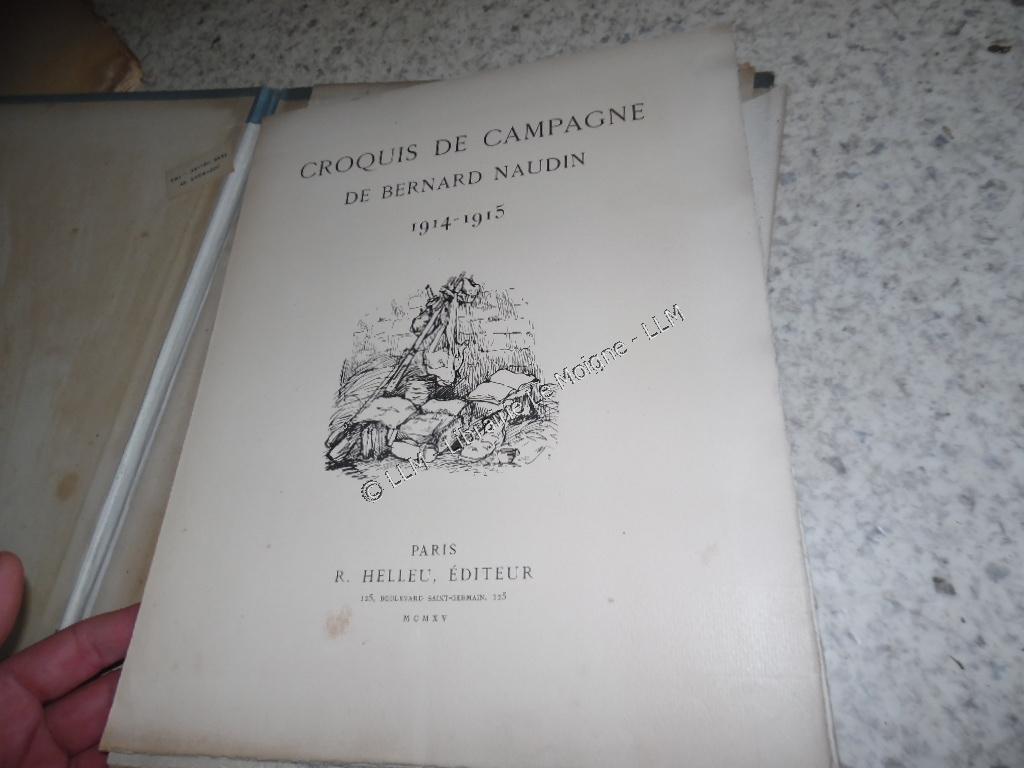 CROQUIS DE CAMPAGNE
DE BERNARD NAUDIN
1914-1915
© LLM - Librairie Le Moigne - LLM
PARIS
R. HELLEU, ÉDITEUR
125, BOULEVARD SAINT-GERMAIN, 125
MCMXV